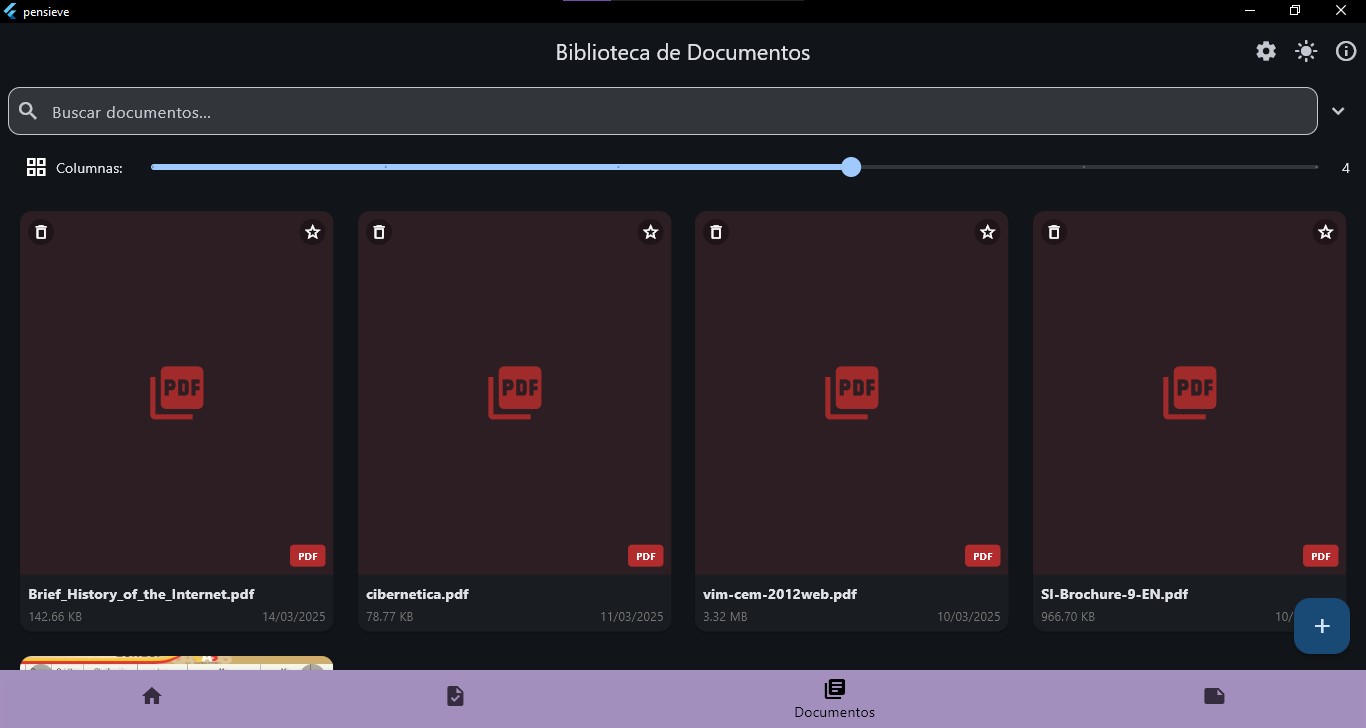 pensieve
Biblioteca de Documentos
Buscar documentos...
Columnas:
4
PDF
PDF
PDF
PDF
PDF
PDF
PDF
PDF
Brief_History_of_the_Internet.pdf
142.66 KB
14/03/2025
cibernetica.pdf
78.77 KB
11/03/2025
vim-cem-2012web.pdf
3.32 MB
10/03/2025
SI-Brochure-9-EN.pdf
966.70 KB
10/
Documentos